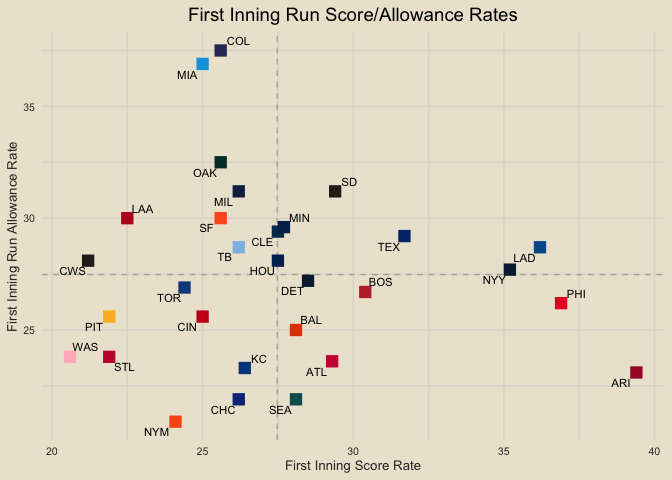 First Inning Run Score/Allowance Rates
COL
MIA
35
OAK
SD
MIL
LAA
30
SF
MIN
CLE
TEX
TB
LAD
CWS
HOU
NYY
DET
BOS
TOR
PHI
PIT
CIN
BAL
25
WAS
STL
KC
ATL
ARI
CHC
SEA
NYM
20
25
30
35
40
First Inning Score Rate
First Inning Run Allowance Rate